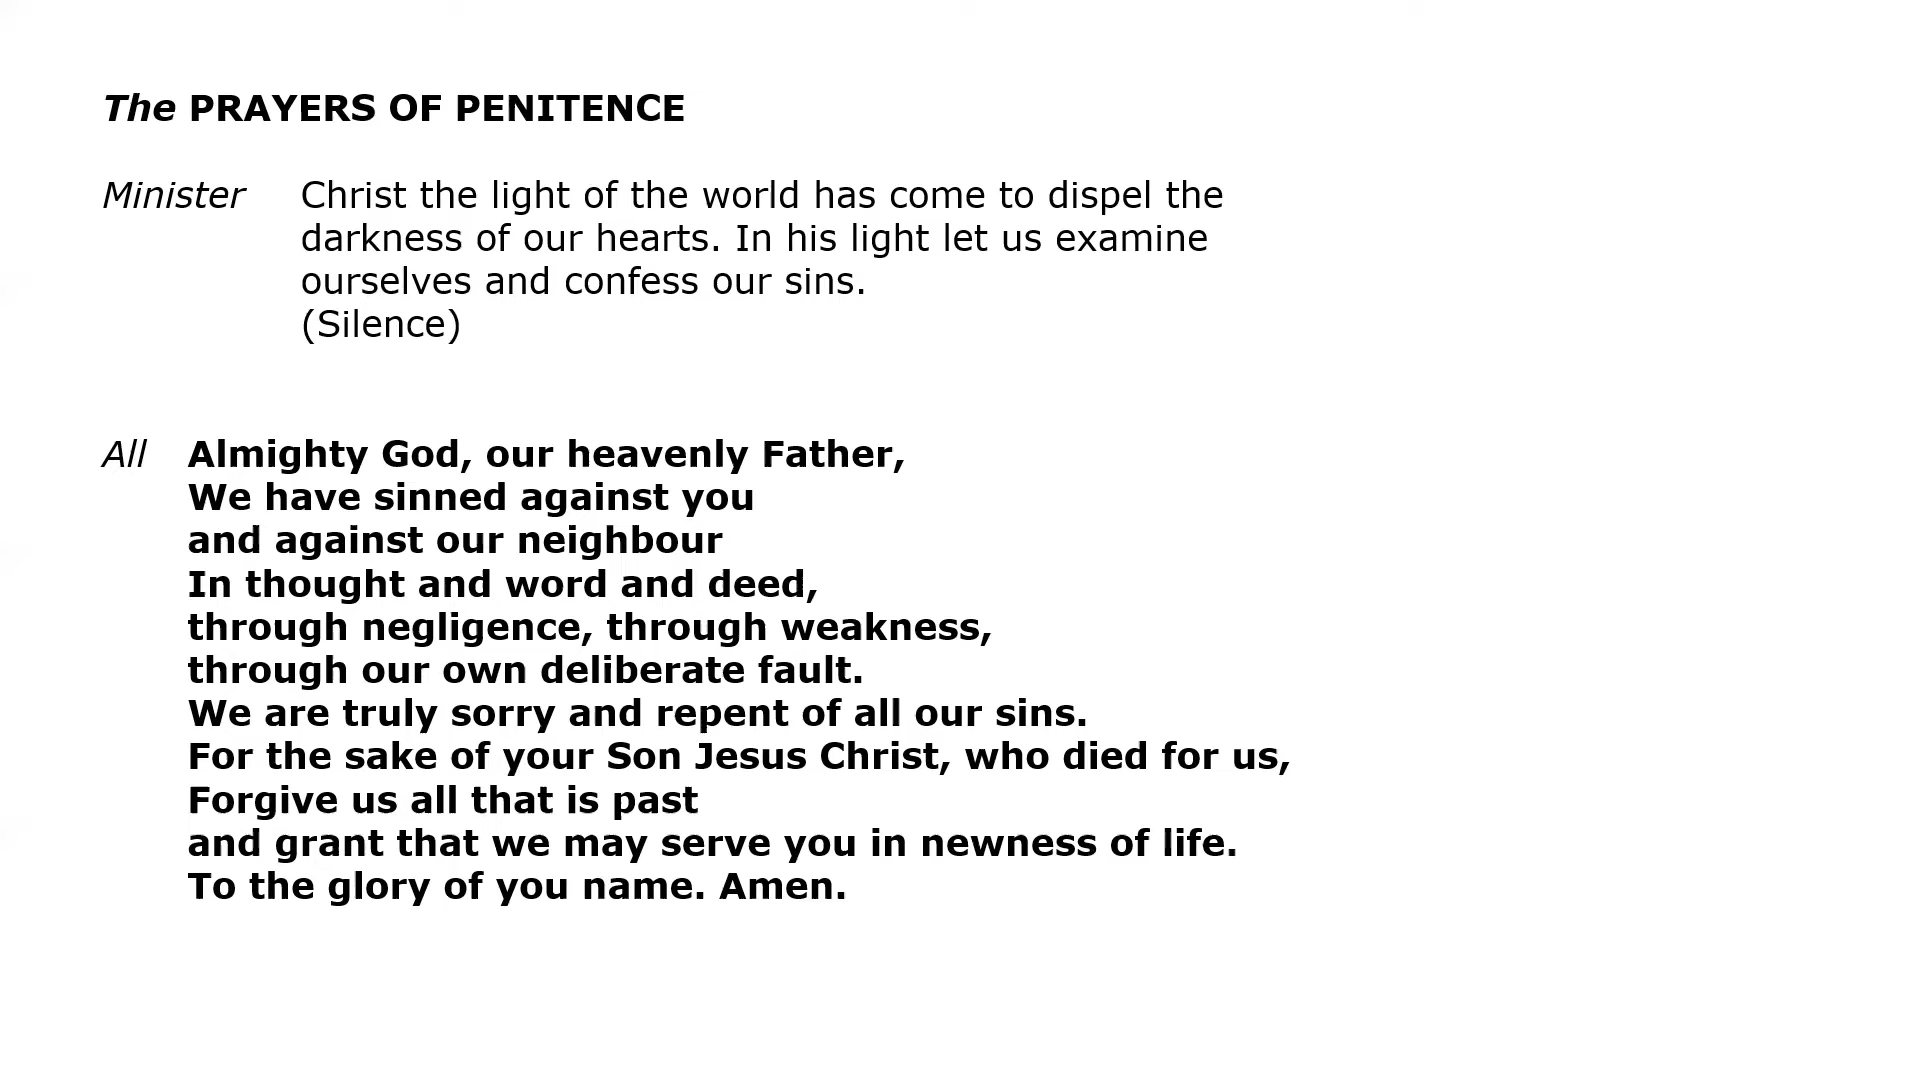 The PRAYERS OF PENITENCE
Minister Christ the light of the world has come to dispel the
darkness of our hearts. In his light let us examine
ourselves and confess our sins.
(Silence)
All Almighty God, our heavenly Father,
We have sinned against you
and against our neighbour
In thought and word and deed,
through negligence, through weakness,
through our own deliberate fault.
We are truly sorry and repent of all our sins.
For the sake of your Son Jesus Christ, who died for us,
Forgive us all that is past
and grant that we may serve you in newness of life.
To the glory of you name. Amen.